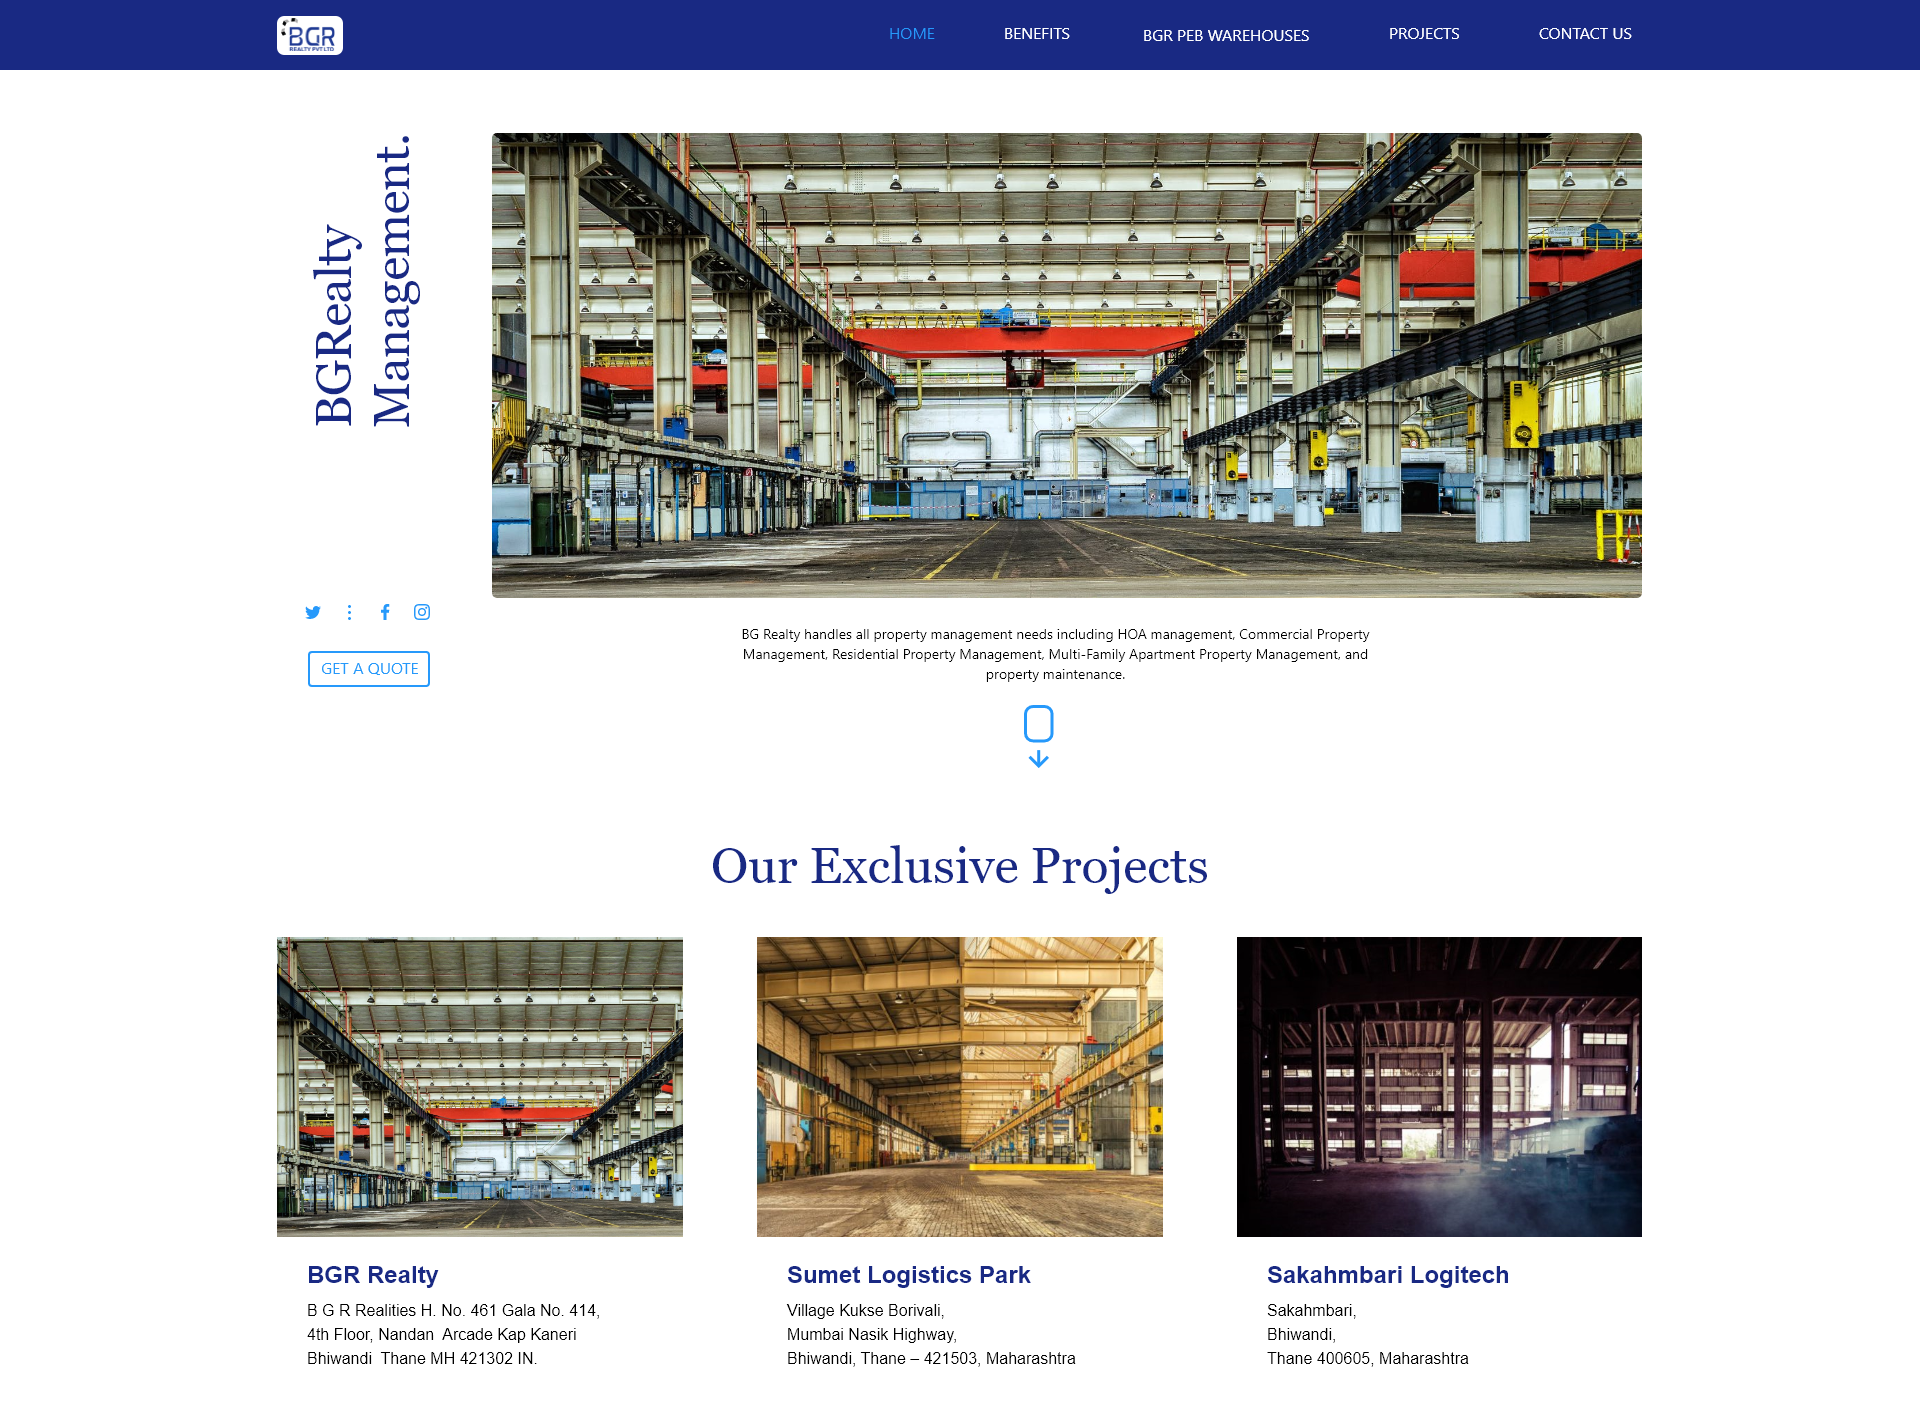 BGR
REALTY PVT LTD
HOME
BENEFITS
BGR PEB WAREHOUSES
PROJECTS
CONTACT US
BGRealty
Management.
GET A QUOTE
BG Realty handles all property management needs including HOA management, Commercial Property
Management, Residential Property Management, Multi-Family Apartment Property Management, and
property maintenance.
Our Exclusive Projects
BGR Realty
B G R Realities H. No. 461 Gala No. 414,
4th Floor, Nandan  Arcade Kap Kaneri
Bhiwandi  Thane MH 421302 IN.
Sumet Logistics Park
Village Kukse Borivali,
Mumbai Nasik Highway,
Bhiwandi, Thane – 421503, Maharashtra
Sakahmbari Logitech
Sakahmbari,
Bhiwandi,
Thane 400605, Maharashtra